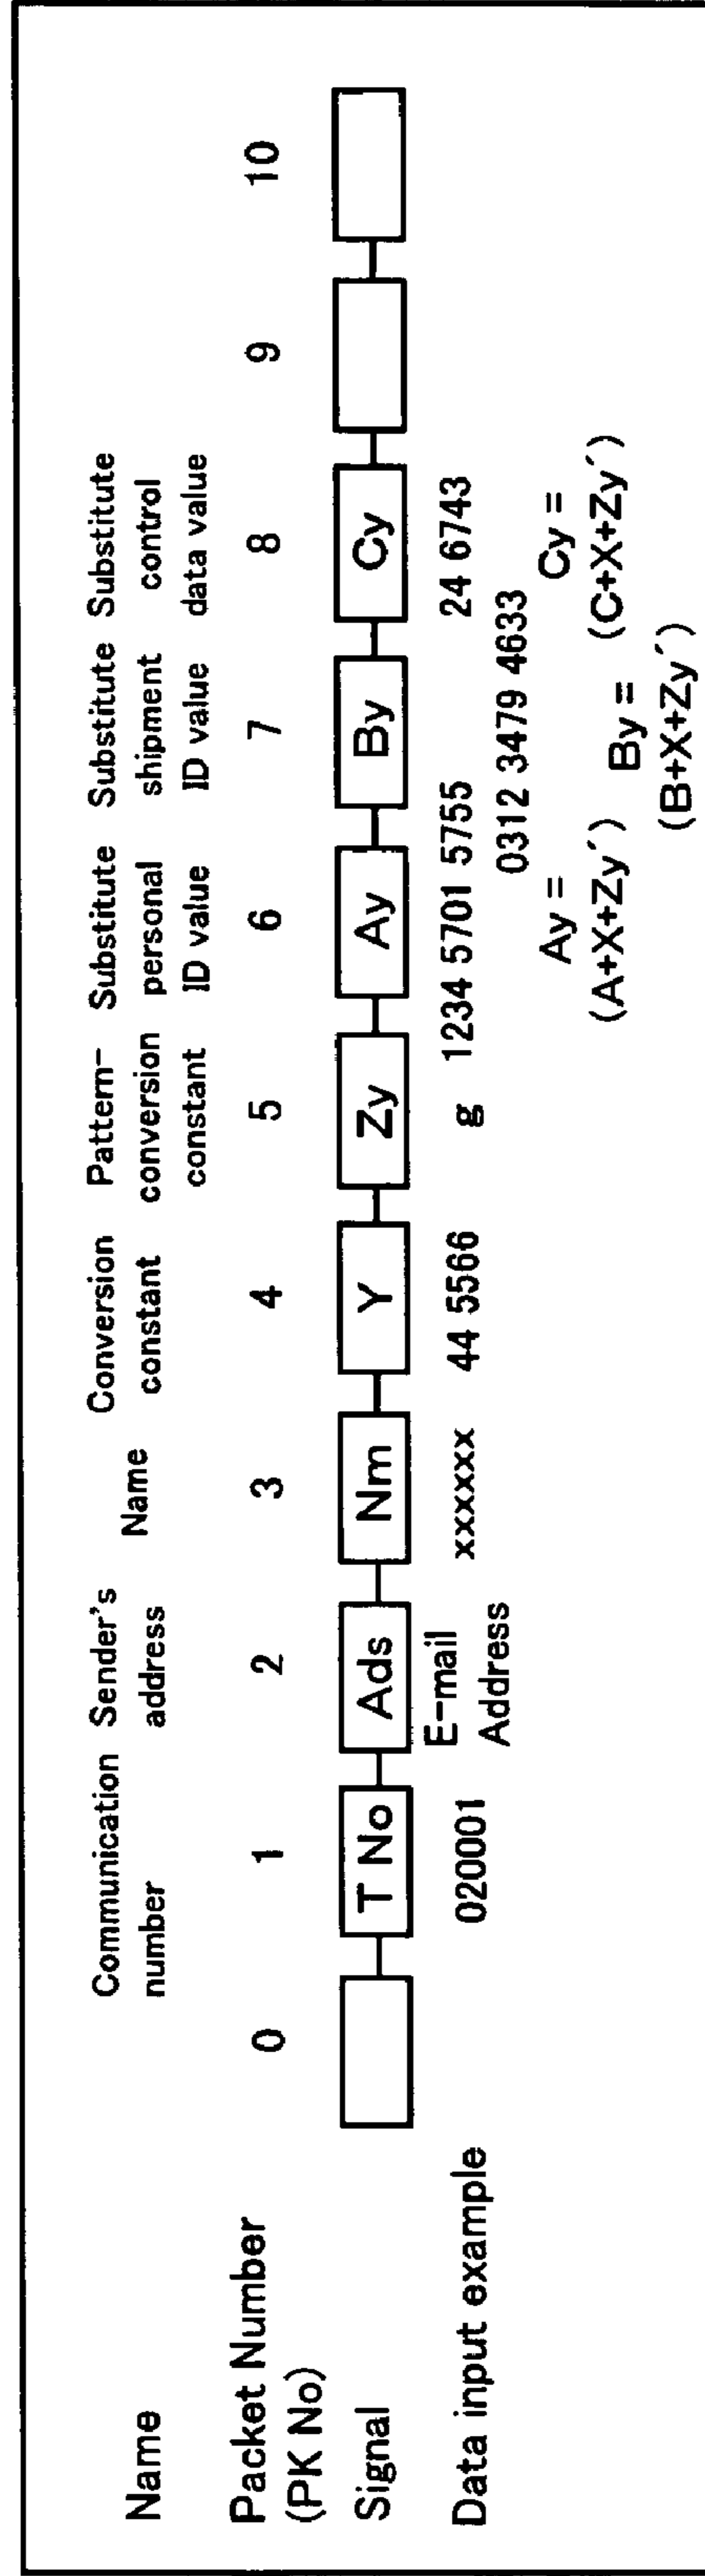 Name
Communication number
Sender's address
Name
Conversion constant
Pattern-conversion constant
Substitute personal ID value
Substitute shipment ID value
Substitute control data value
Packet Number (PK No)
0 1 2 3 4 5 6 7 8 9 10
Signal
T No Ads Nm Y Zy Ay By Cy
Data input example
020001
E-mail Address
xxxxxx
44 5566
g
1234 5701 5755
0312 3479 4633
24 6743
Ay = (A+X+Zy´)
By = (B+X+Zy´)
Cy = (C+X+Zy´)